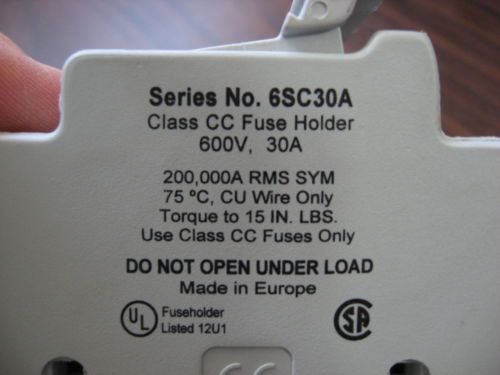 Series No. 6SC30A
Class CC Fuse Holder
600V, 30A
200,000A RMS SYM
75 ºC, CU Wire Only
Torque to 15 IN. LBS.
Use Class CC Fuses Only
DO NOT OPEN UNDER LOAD
Made in Europe
UL Fuseholder
Listed 12U1
SA